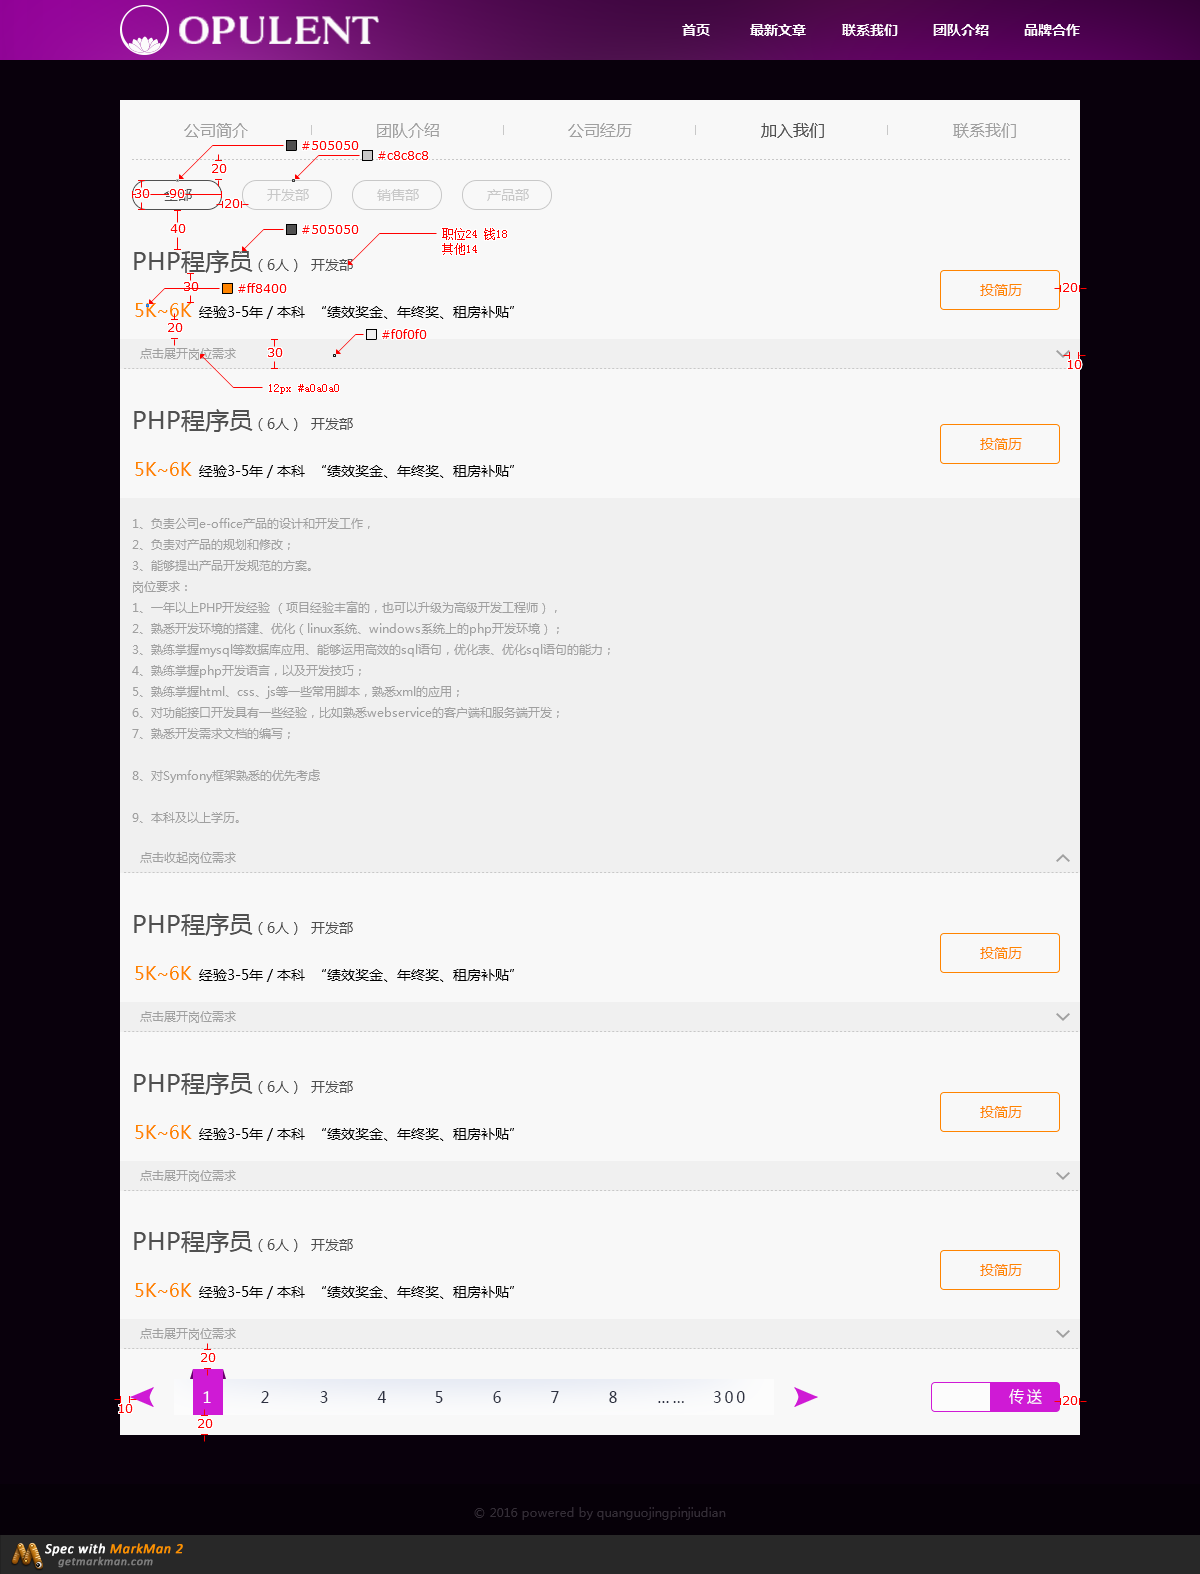 OPULENT
首页 最新文章 联系我们 团队介绍 品牌合作
公司简介 团队介绍 公司经历 加入我们 联系我们
#505050
#c8c8c8
20
30 90 全部 开发部 销售部 产品部
20
40
#505050
职位24 钱18
其他14
PHP程序员（6人） 开发部
30
#ff8400
投简历
20
5K~6K 经验3-5年 / 本科 “绩效奖金、年终奖、租房补贴”
20
#f0f0f0
点击展开岗位需求
30
10
12px #a0a0a0
PHP程序员（6人） 开发部
投简历
5K~6K 经验3-5年 / 本科 “绩效奖金、年终奖、租房补贴”
1、负责公司e-office产品的设计和开发工作，
2、负责对产品的规划和修改；
3、能够提出产品开发规范的方案。
岗位要求：
1、一年以上PHP开发经验 （ 项目经验丰富的，也可以升级为高级开发工程师 ），
2、熟悉开发环境的搭建、优化（ linux系统、windows系统上的php开发环境 ）；
3、熟练掌握mysql等数据库应用、能够运用高效的sql语句，优化表、优化sql语句的能力；
4、熟练掌握php开发语言，以及开发技巧；
5、熟练掌握html、css、js等一些常用脚本，熟悉xml的应用；
6、对功能接口开发具有一些经验，比如熟悉webservice的客户端和服务端开发；
7、熟悉开发需求文档的编写；
8、对Symfony框架熟悉的优先考虑
9、本科及以上学历。
点击收起岗位需求
PHP程序员（6人） 开发部
投简历
5K~6K 经验3-5年 / 本科 “绩效奖金、年终奖、租房补贴”
点击展开岗位需求
PHP程序员（6人） 开发部
投简历
5K~6K 经验3-5年 / 本科 “绩效奖金、年终奖、租房补贴”
点击展开岗位需求
PHP程序员（6人） 开发部
投简历
5K~6K 经验3-5年 / 本科 “绩效奖金、年终奖、租房补贴”
点击展开岗位需求
20
1 2 3 4 5 6 7 8 …… 300 传送
10
20
20
© 2016 powered by quanguojingpinjiudian
Spec with MarkMan 2
getmarkman.com